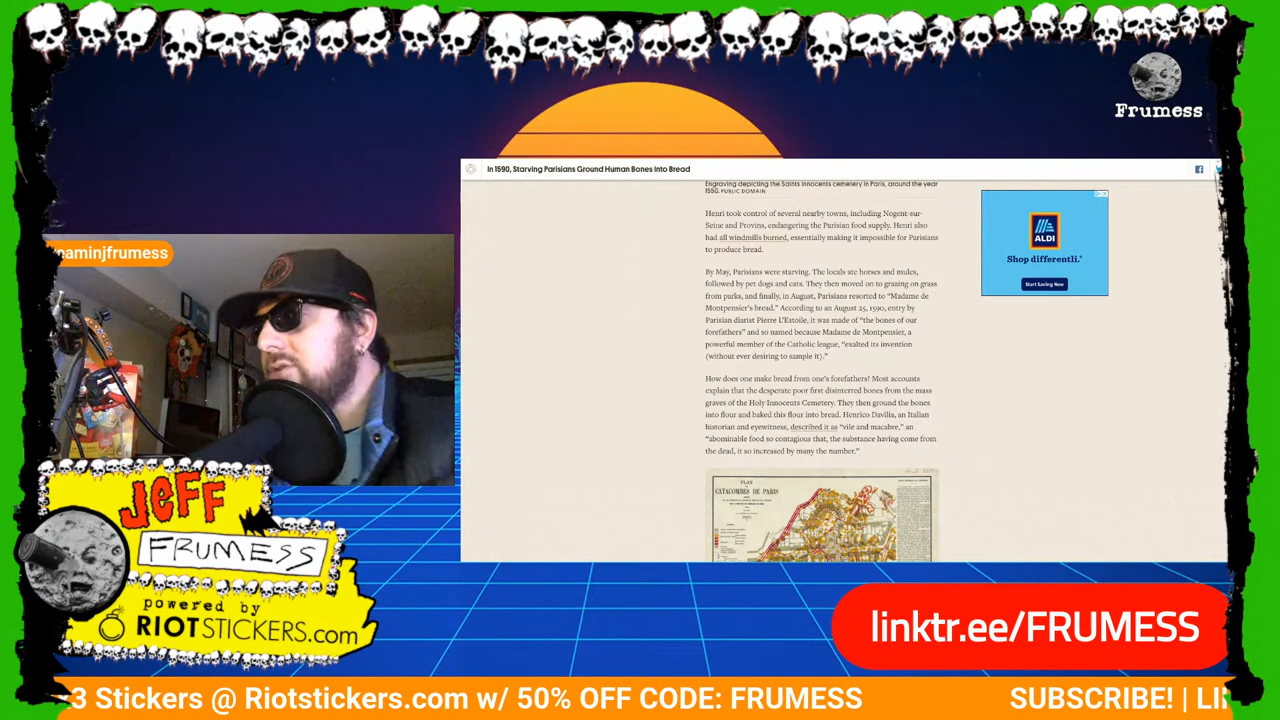 Frumess
In 1590, Starving Parisians Ground Human Bones Into Bread
Engraving depicting the Saints Innocents cemetery in Paris, around the year
1550. PUBLIC DOMAIN
Henri took control of several nearby towns, including Nogent-sur-
Seine and Provins, endangering the Parisian food supply. Henri also
had all windmills burned, essentially making it impossible for Parisians
to produce bread.
By May, Parisians were starving. The locals ate horses and mules,
followed by pet dogs and cats. They then moved on to grazing on grass
from parks, and finally, in August, Parisians resorted to “Madame de
Montpensier’s bread.” According to an August 25, 1590, entry by
Parisian diarist Pierre L’Estoile, it was made of “the bones of our
forefathers” and so named because Madame de Montpensier, a
powerful member of the Catholic league, “exalted its invention
(without ever desiring to sample it).”
How does one make bread from one’s forefathers? Most accounts
explain that the desperate poor first disinterred bones from the mass
graves of the Holy Innocents Cemetery. They then ground the bones
into flour and baked this flour into bread. Henrico Davilia, an Italian
historian and eyewitness, described it as “vile and macabre,” an
“abominable food so contagious that, the substance having come from
the dead, it so increased by many the number.”
PLAN
CATACOMBES DE PARIS
ALDI
Shop differentli.
Start Saving Now
naminjfrumess
JEFF
FRUMESS
powered by
RIOTSTICKERS.com
linktr.ee/FRUMESS
x3 Stickers @ Riotstickers.com w/ 50% OFF CODE: FRUMESS
SUBSCRIBE! | LI